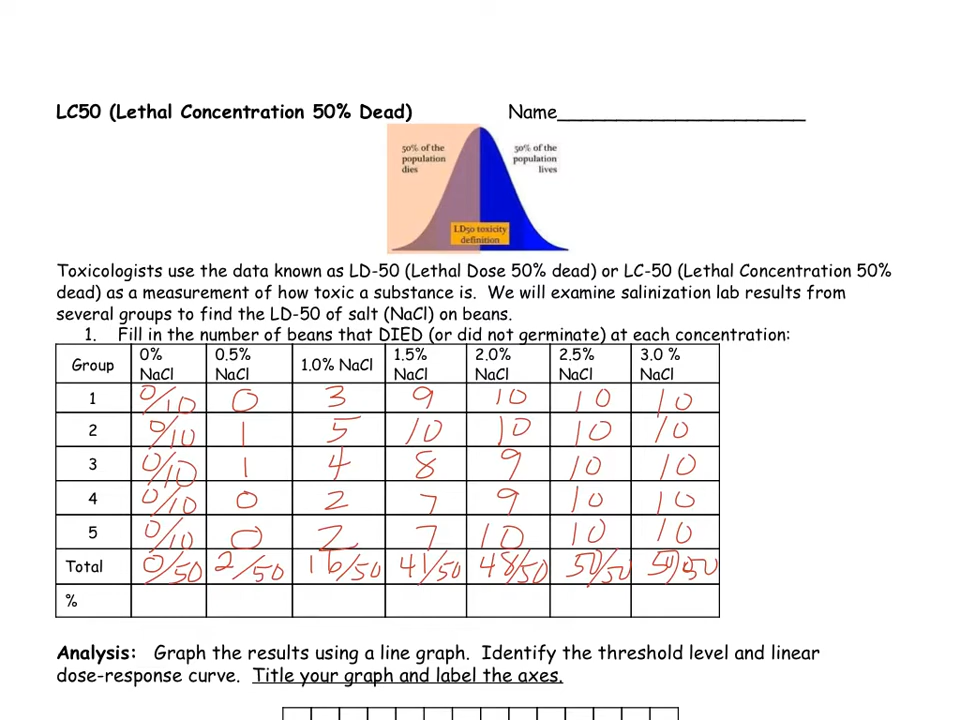 LC50 (Lethal Concentration 50% Dead) Name______________________
50% of the population dies
50% of the population lives
LD50 toxicity definition
Toxicologists use the data known as LD-50 (Lethal Dose 50% dead) or LC-50 (Lethal Concentration 50%
dead) as a measurement of how toxic a substance is. We will examine salinization lab results from
several groups to find the LD-50 of salt (NaCl) on beans.
1. Fill in the number of beans that DIED (or did not germinate) at each concentration:
Group 0% NaCl 0.5% NaCl 1.0% NaCl 1.5% NaCl 2.0% NaCl 2.5% NaCl 3.0 % NaCl
1 0/10 0 3 9 10 10 10
2 0/10 1 5 10 10 10 10
3 0/10 1 4 8 9 10 10
4 0/10 0 2 7 9 10 10
5 0/10 0 2 7 10 10 10
Total 0/50 2/50 16/50 41/50 48/50 50/50 50/50
%
Analysis: Graph the results using a line graph. Identify the threshold level and linear
dose-response curve. Title your graph and label the axes.